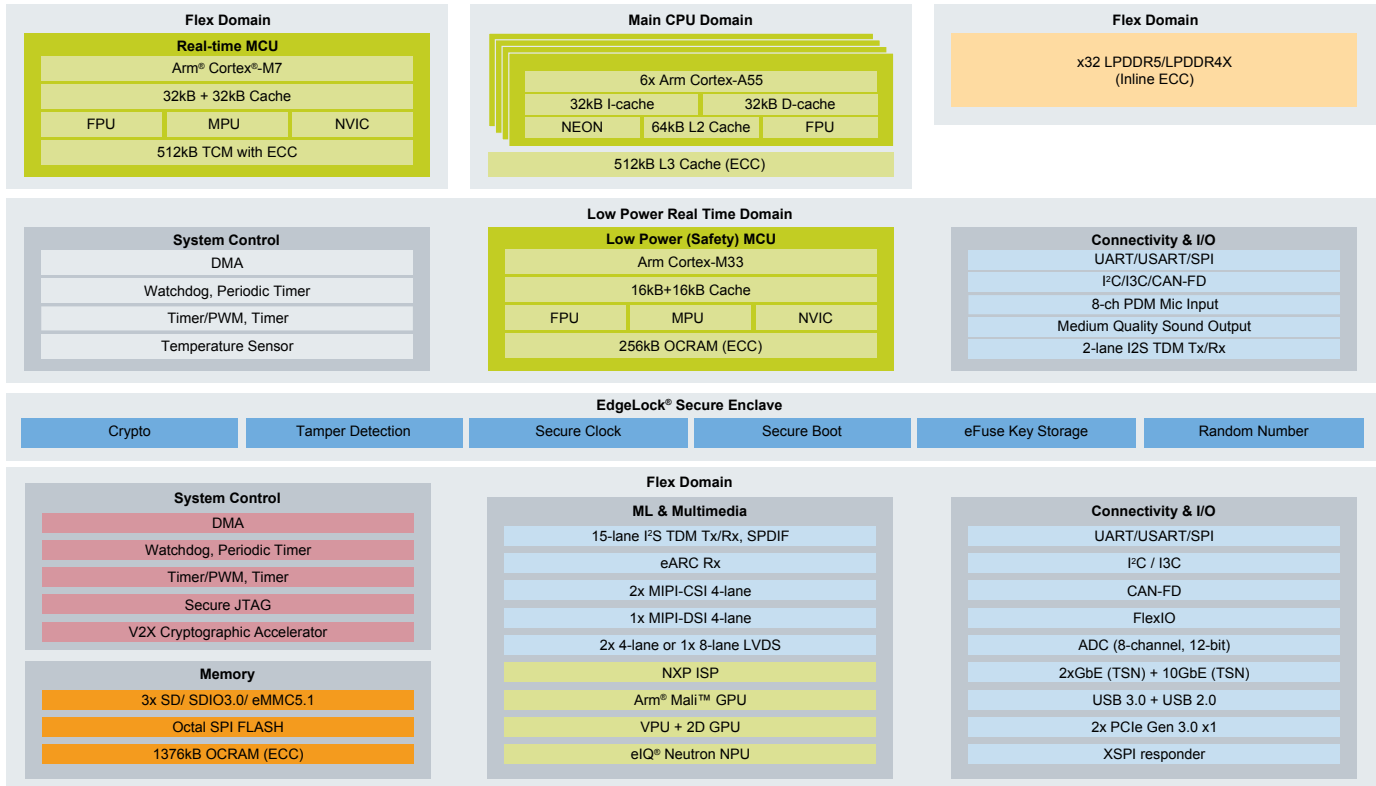 Flex Domain
Real-time MCU
Arm® Cortex®-M7
32kB + 32kB Cache
FPU
MPU
NVIC
512kB TCM with ECC
Main CPU Domain
6x Arm Cortex-A55
32kB I-cache
32kB D-cache
NEON
64kB L2 Cache
FPU
512kB L3 Cache (ECC)
Flex Domain
x32 LPDDR5/LPDDR4X
(Inline ECC)
Low Power Real Time Domain
System Control
DMA
Watchdog, Periodic Timer
Timer/PWM, Timer
Temperature Sensor
Low Power (Safety) MCU
Arm Cortex-M33
16kB+16kB Cache
FPU
MPU
NVIC
256kB OCRAM (ECC)
Connectivity & I/O
UART/USART/SPI
I²C/I3C/CAN-FD
8-ch PDM Mic Input
Medium Quality Sound Output
2-lane I2S TDM Tx/Rx
EdgeLock® Secure Enclave
Crypto
Tamper Detection
Secure Clock
Secure Boot
eFuse Key Storage
Random Number
Flex Domain
System Control
DMA
Watchdog, Periodic Timer
Timer/PWM, Timer
Secure JTAG
V2X Cryptographic Accelerator
Memory
3x SD/ SDIO3.0/ eMMC5.1
Octal SPI FLASH
1376kB OCRAM (ECC)
ML & Multimedia
15-lane I²S TDM Tx/Rx, SPDIF
eARC Rx
2x MIPI-CSI 4-lane
1x MIPI-DSI 4-lane
2x 4-lane or 1x 8-lane LVDS
NXP ISP
Arm® Mali™ GPU
VPU + 2D GPU
eIQ® Neutron NPU
Connectivity & I/O
UART/USART/SPI
I²C / I3C
CAN-FD
FlexIO
ADC (8-channel, 12-bit)
2xGbE (TSN) + 10GbE (TSN)
USB 3.0 + USB 2.0
2x PCIe Gen 3.0 x1
XSPI responder